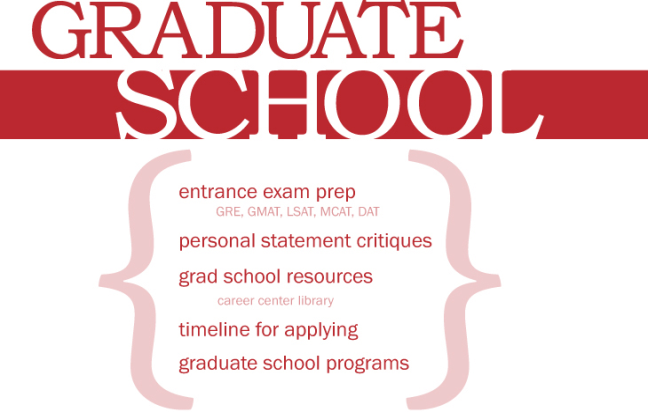 GRADUATE
SCHOOL
entrance exam prep
GRE, GMAT, LSAT, MCAT, DAT
personal statement critiques
grad school resources
career center library
timeline for applying
graduate school programs